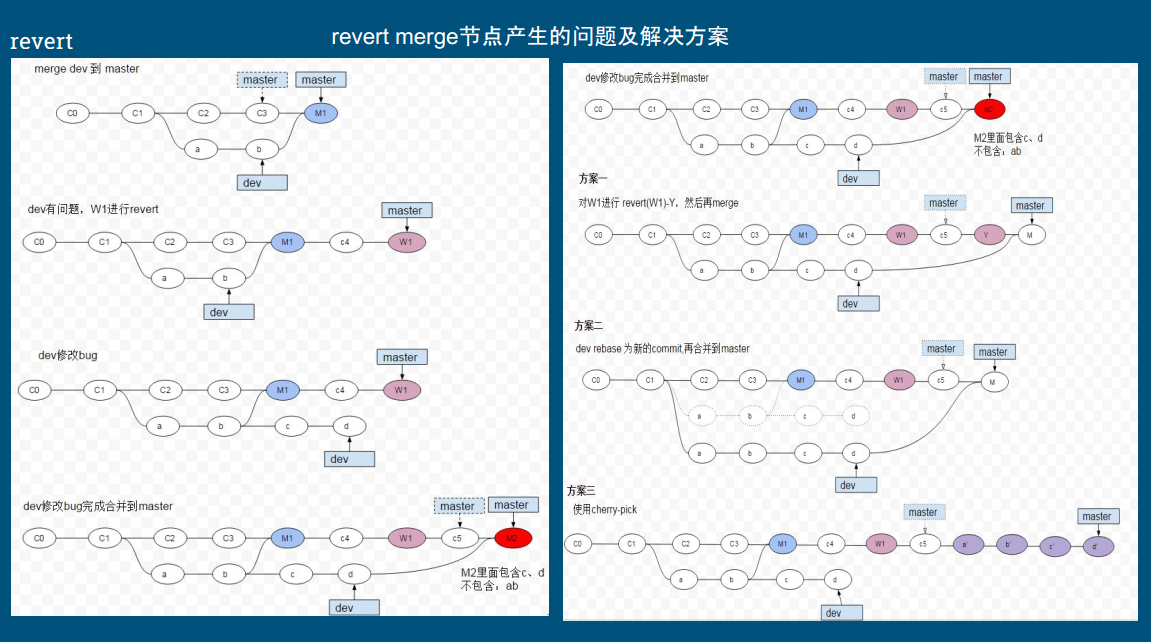 revert
revert merge节点产生的问题及解决方案
merge dev 到 master
master
master
C0
C1
C2
C3
M1
a
b
dev
dev有问题，W1进行revert
master
C0
C1
C2
C3
M1
c4
W1
a
b
dev
dev修改bug
master
C0
C1
C2
C3
M1
c4
W1
a
b
c
d
dev
dev修改bug完成合并到master
master
master
C0
C1
C2
C3
M1
c4
W1
c5
M2
a
b
c
d
M2里面包含c、d
不包含：ab
dev
dev修改bug完成合并到master
master
master
C0
C1
C2
C3
M1
c4
W1
c5
M2
M2里面包含c、d
不包含：ab
a
b
c
d
dev
方案一
对W1进行 revert(W1)-Y，然后再merge
master
master
C0
C1
C2
C3
M1
c4
W1
c5
Y
M
a
b
c
d
dev
方案二
dev rebase 为新的commit,再合并到master
master
master
C0
C1
C2
C3
M1
c4
W1
c5
M
a
b
c
d
a
b
c
d
dev
方案三
使用cherry-pick
master
master
C0
C1
C2
C3
M1
c4
W1
c5
a'
b'
c'
d'
a
b
c
d
dev